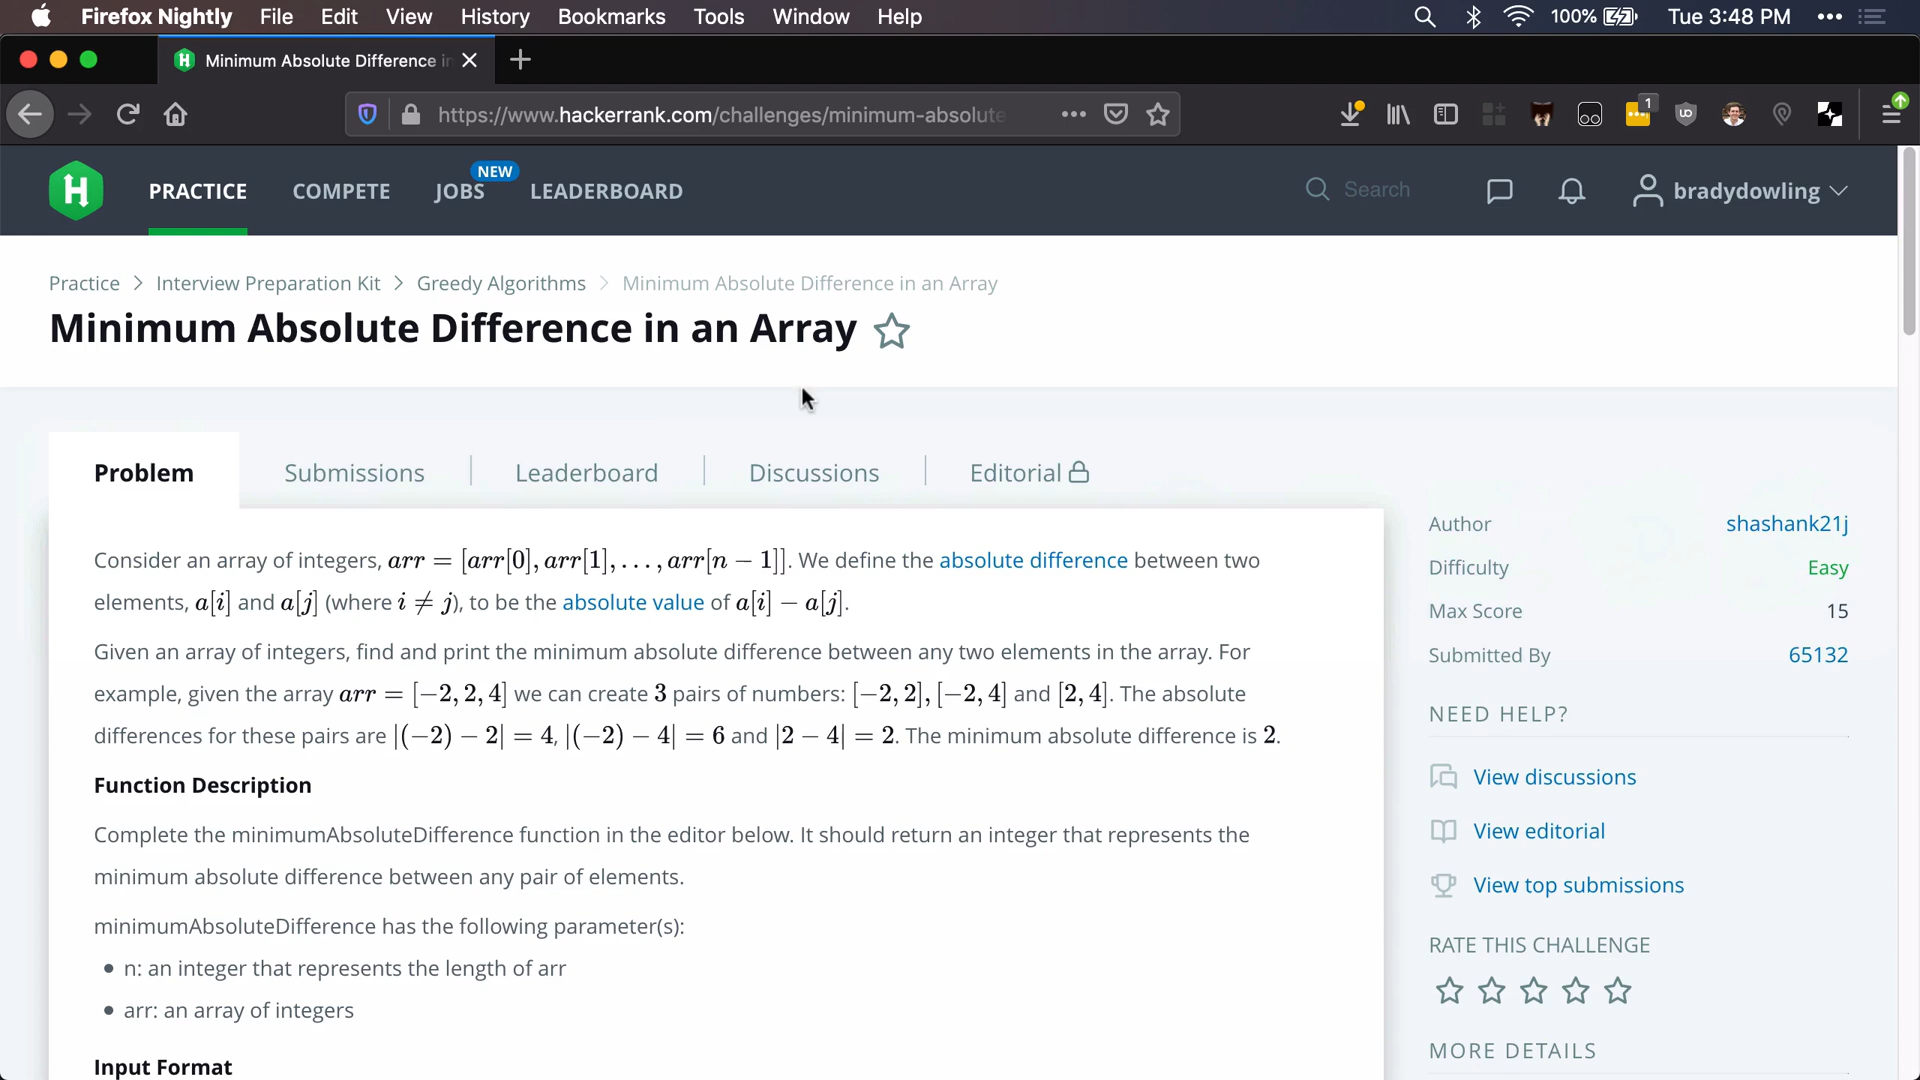 Firefox Nightly File Edit View History Bookmarks Tools Window Help 100% Tue 3:48 PM
Minimum Absolute Difference in
https://www.hackerrank.com/challenges/minimum-absolute 1
PRACTICE COMPETE JOBS NEW LEADERBOARD Search bradydowling
Practice > Interview Preparation Kit > Greedy Algorithms > Minimum Absolute Difference in an Array
Minimum Absolute Difference in an Array
Problem Submissions Leaderboard Discussions Editorial
Consider an array of integers, arr = [arr[0], arr[1], . . . , arr[n − 1]]. We define the absolute difference between two
elements, a[i] and a[j] (where i ≠ j), to be the absolute value of a[i] − a[j].
Given an array of integers, find and print the minimum absolute difference between any two elements in the array. For
example, given the array arr = [−2, 2, 4] we can create 3 pairs of numbers: [−2, 2], [−2, 4] and [2, 4]. The absolute
differences for these pairs are |(−2) − 2| = 4, |(−2) − 4| = 6 and |2 − 4| = 2. The minimum absolute difference is 2.
Function Description
Complete the minimumAbsoluteDifference function in the editor below. It should return an integer that represents the
minimum absolute difference between any pair of elements.
minimumAbsoluteDifference has the following parameter(s):
• n: an integer that represents the length of arr
• arr: an array of integers
Input Format
Author shashank21j
Difficulty Easy
Max Score 15
Submitted By 65132
NEED HELP?
View discussions
View editorial
View top submissions
RATE THIS CHALLENGE
MORE DETAILS